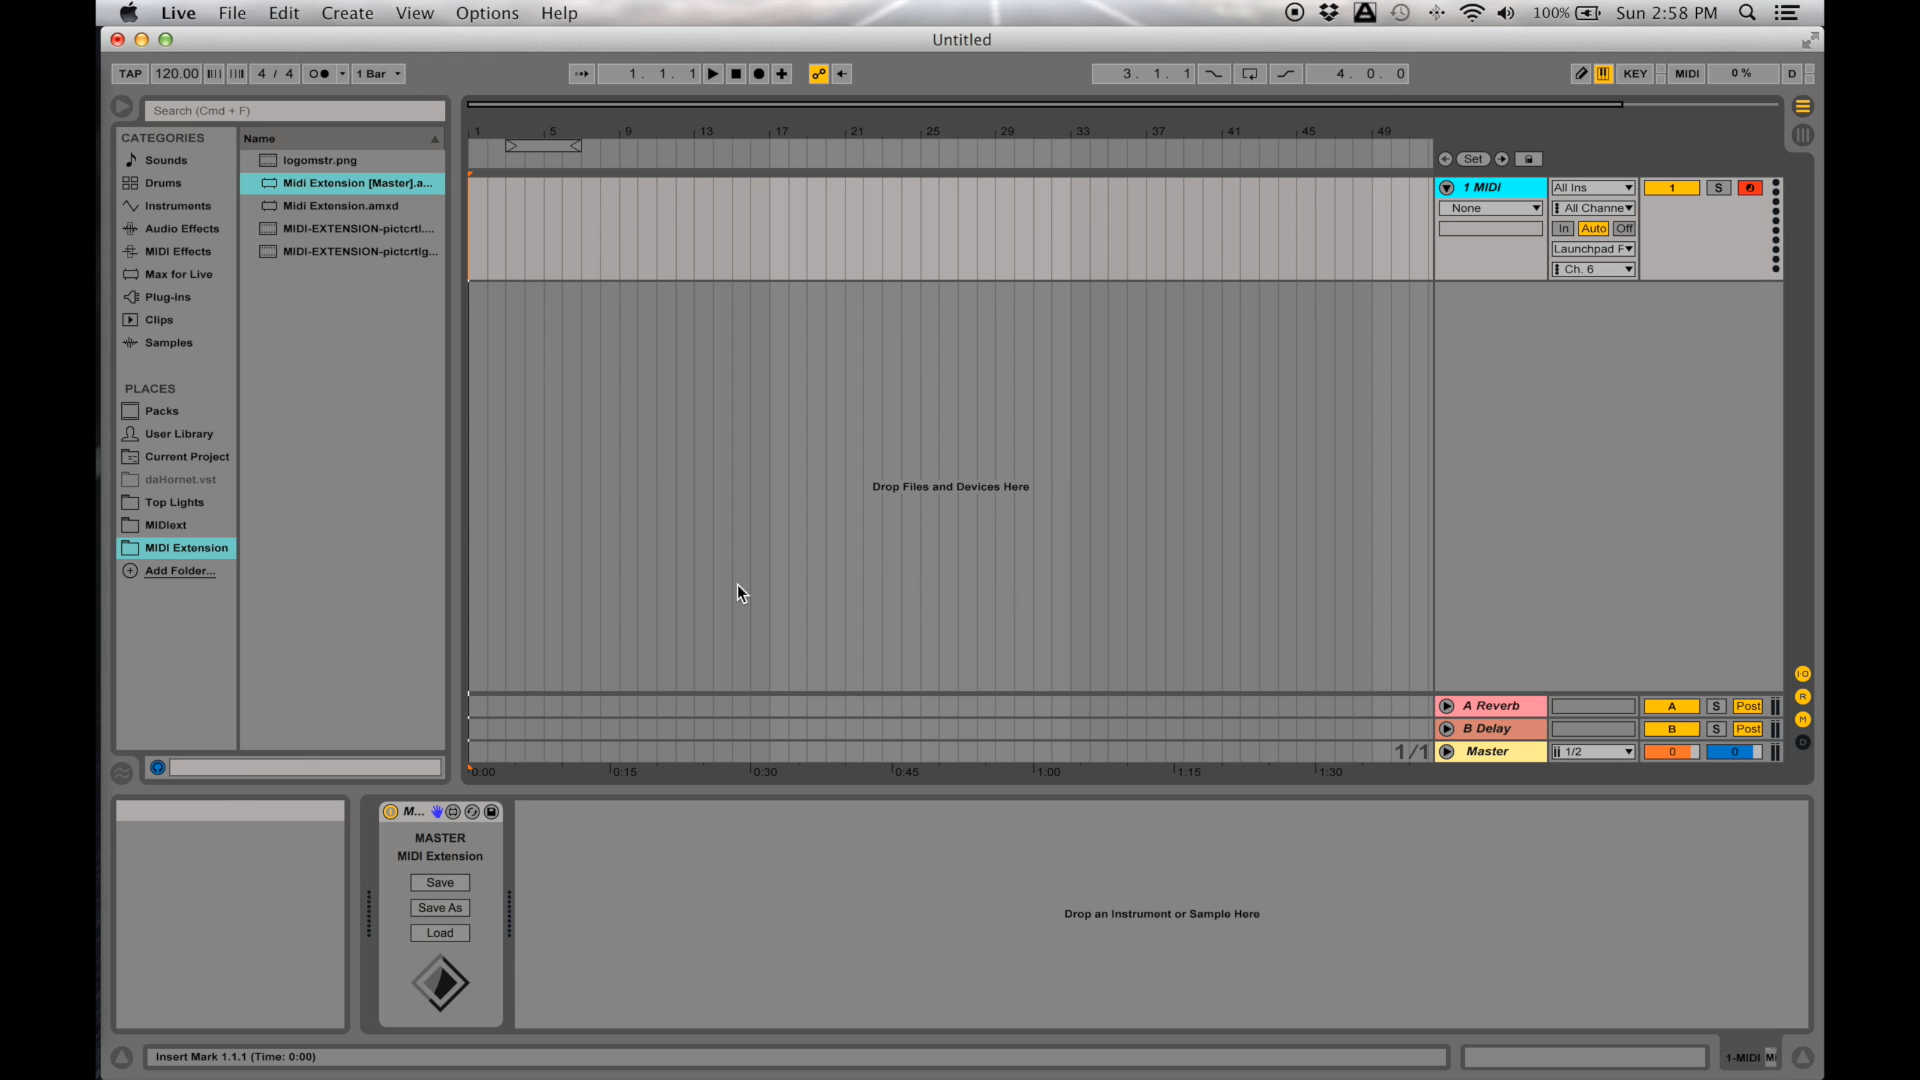 Live File Edit Create View Options Help 100% Sun 2:58 PM
Untitled
TAP 120.00 4 / 4 1 Bar 1. 1. 1 3. 1. 1 4. 0. 0 KEY MIDI 0 % D
Search (Cmd + F)
CATEGORIES
Sounds
Drums
Instruments
Audio Effects
MIDI Effects
Max for Live
Plug-ins
Clips
Samples
PLACES
Packs
User Library
Current Project
daHornet.vst
Top Lights
MIDIext
MIDI Extension
Add Folder...
Name
logomstr.png
Midi Extension [Master].a...
Midi Extension.amxd
MIDI-EXTENSION-pictcrtl....
MIDI-EXTENSION-pictcrtlg...
1 5 9 13 17 21 25 29 33 37 41 45 49
Set
1 MIDI All Ins 1 S
None All Channe
In Auto Off
Launchpad F
Ch. 6
Drop Files and Devices Here
A Reverb A S Post
B Delay B S Post
1/1 Master 1/2 0 0
0:00 0:15 0:30 0:45 1:00 1:15 1:30
I·O
R
M
D
M...
MASTER
MIDI Extension
Save
Save As
Load
Drop an Instrument or Sample Here
Insert Mark 1.1.1 (Time: 0:00) 1-MIDI Mi